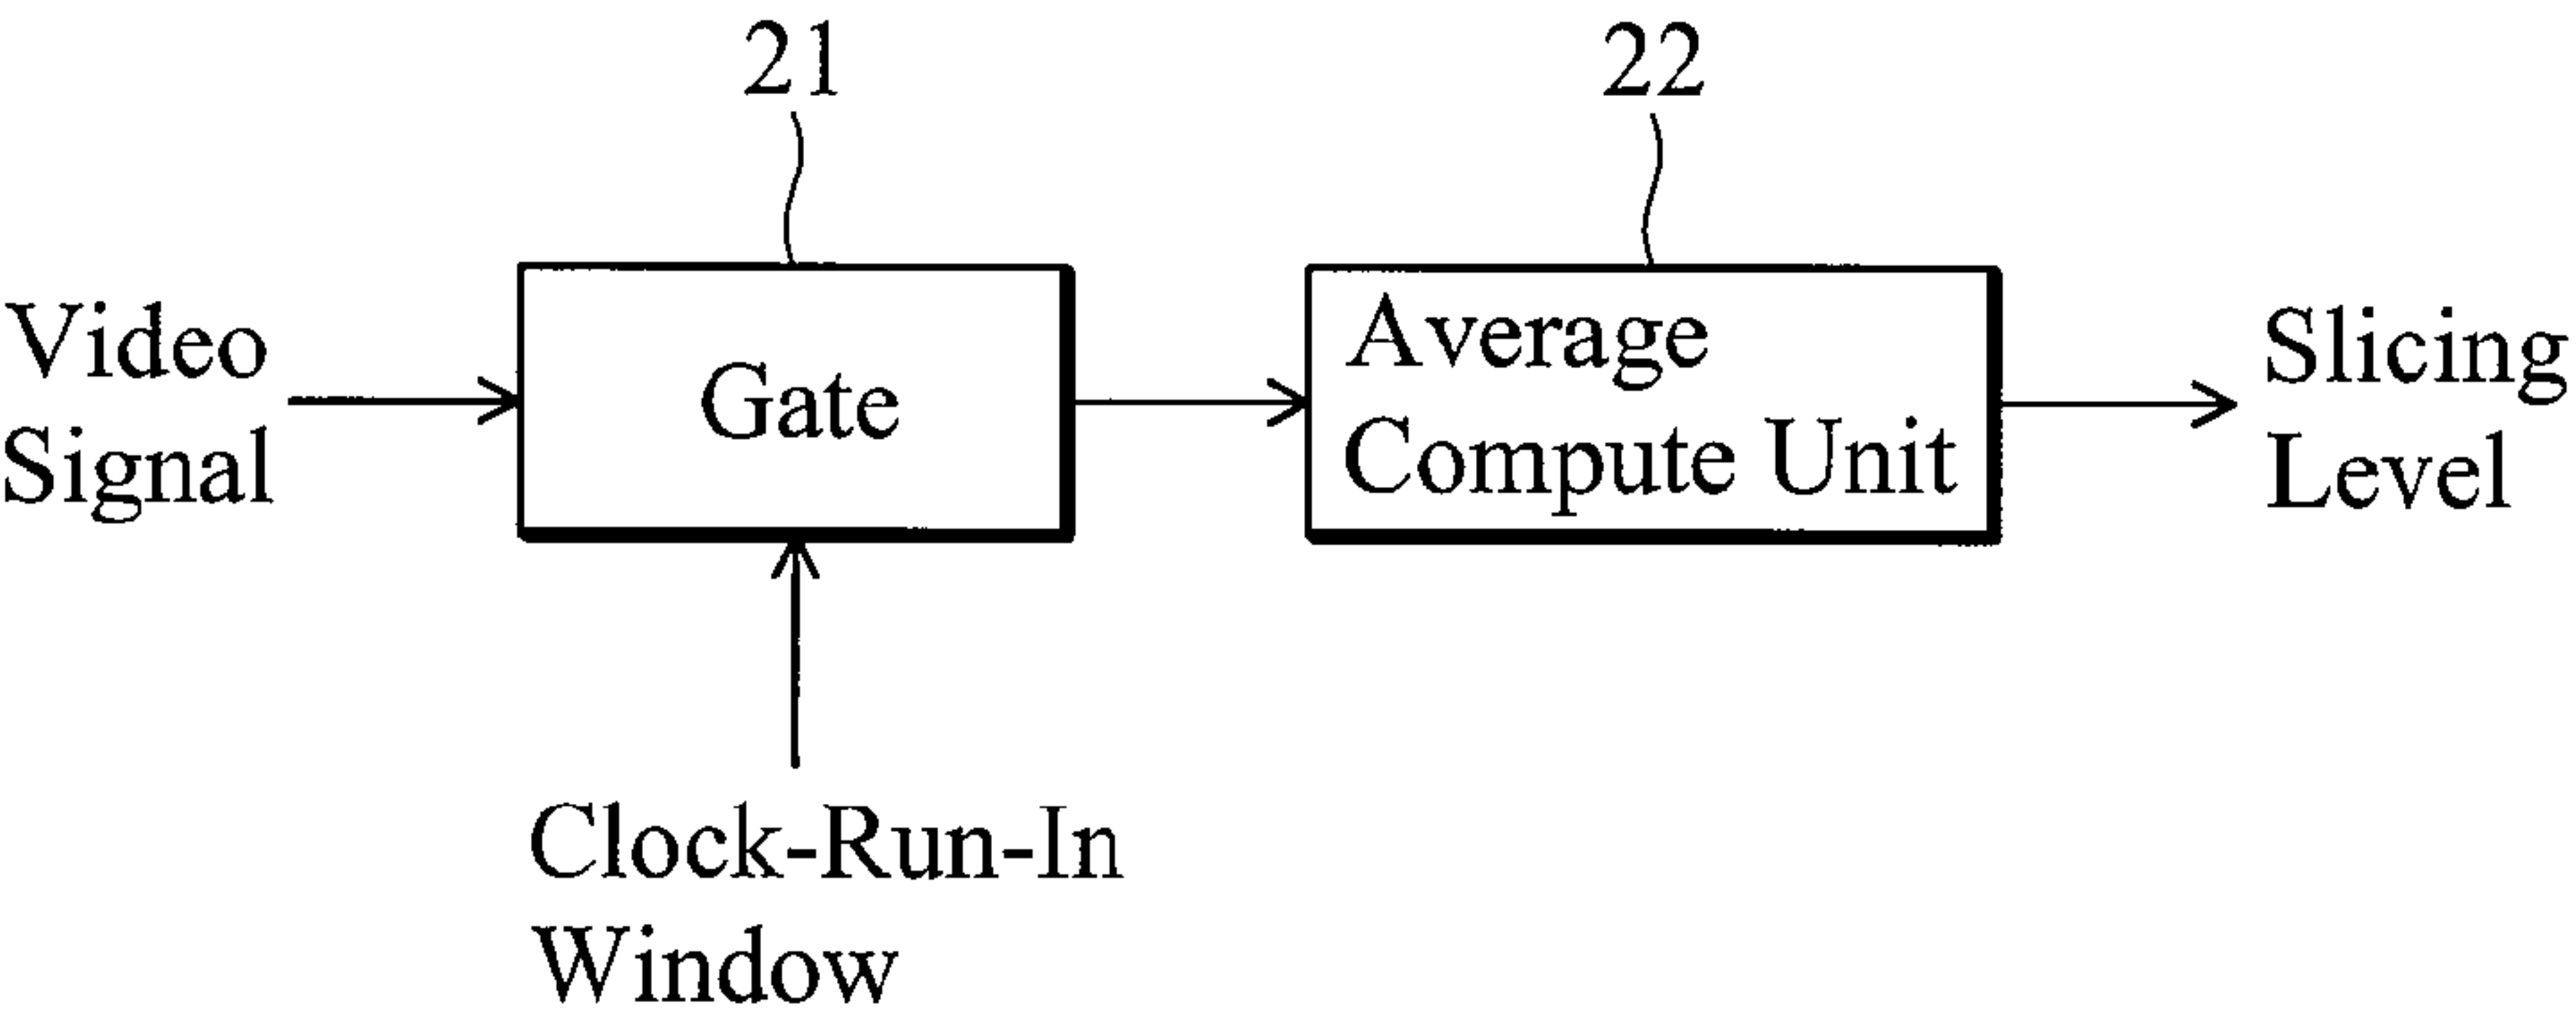 21
22
Video
Signal
Gate
Average
Compute Unit
Slicing
Level
Clock-Run-In
Window